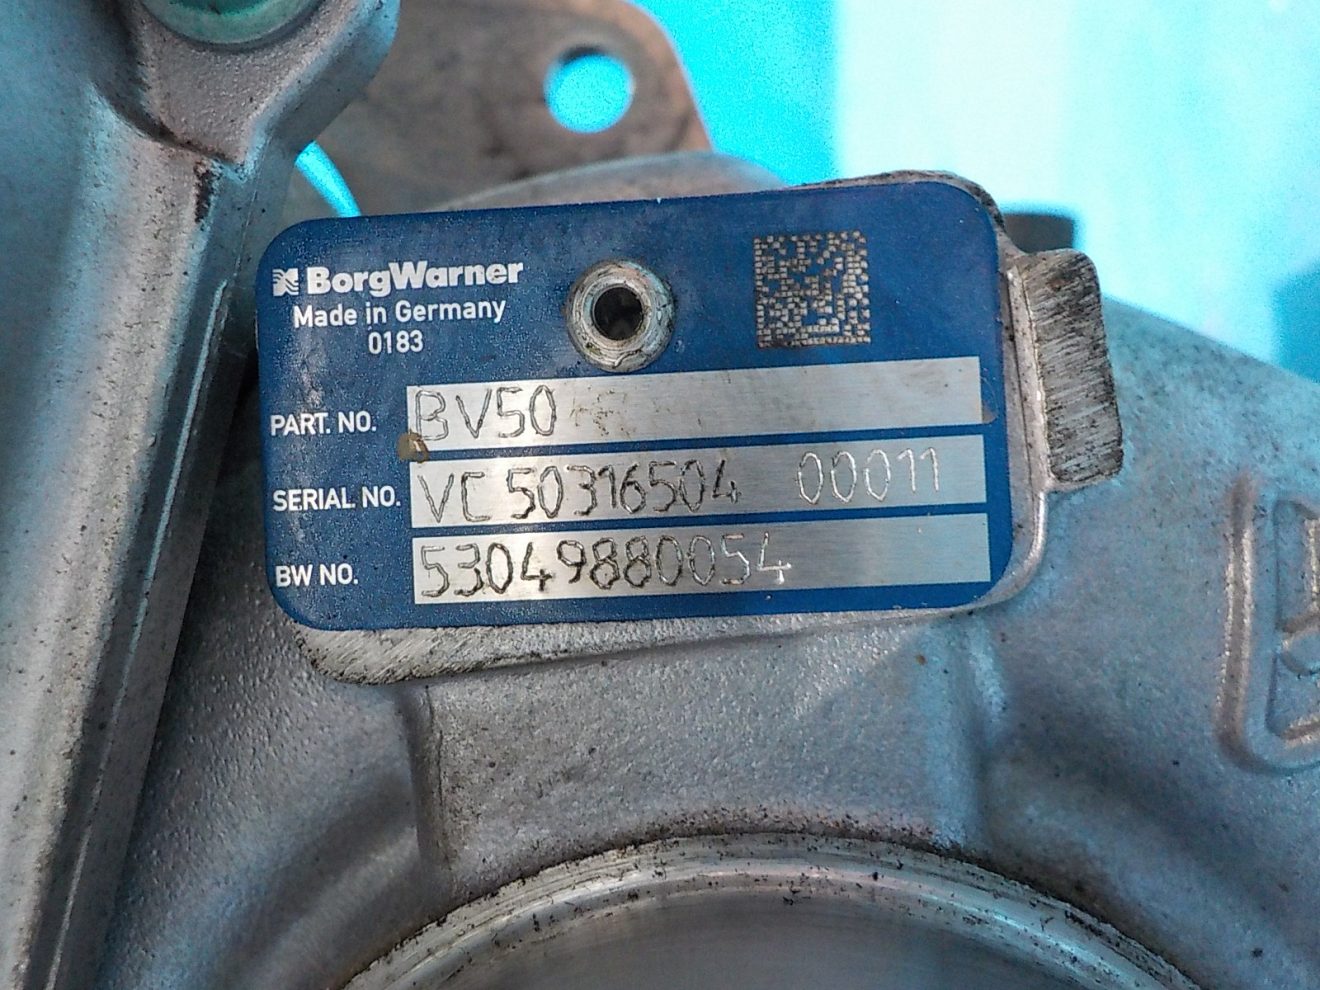 BorgWarner
Made in Germany
0183
PART. NO. BV50
SERIAL NO. VC 50316504 00011
BW NO. 53049880054